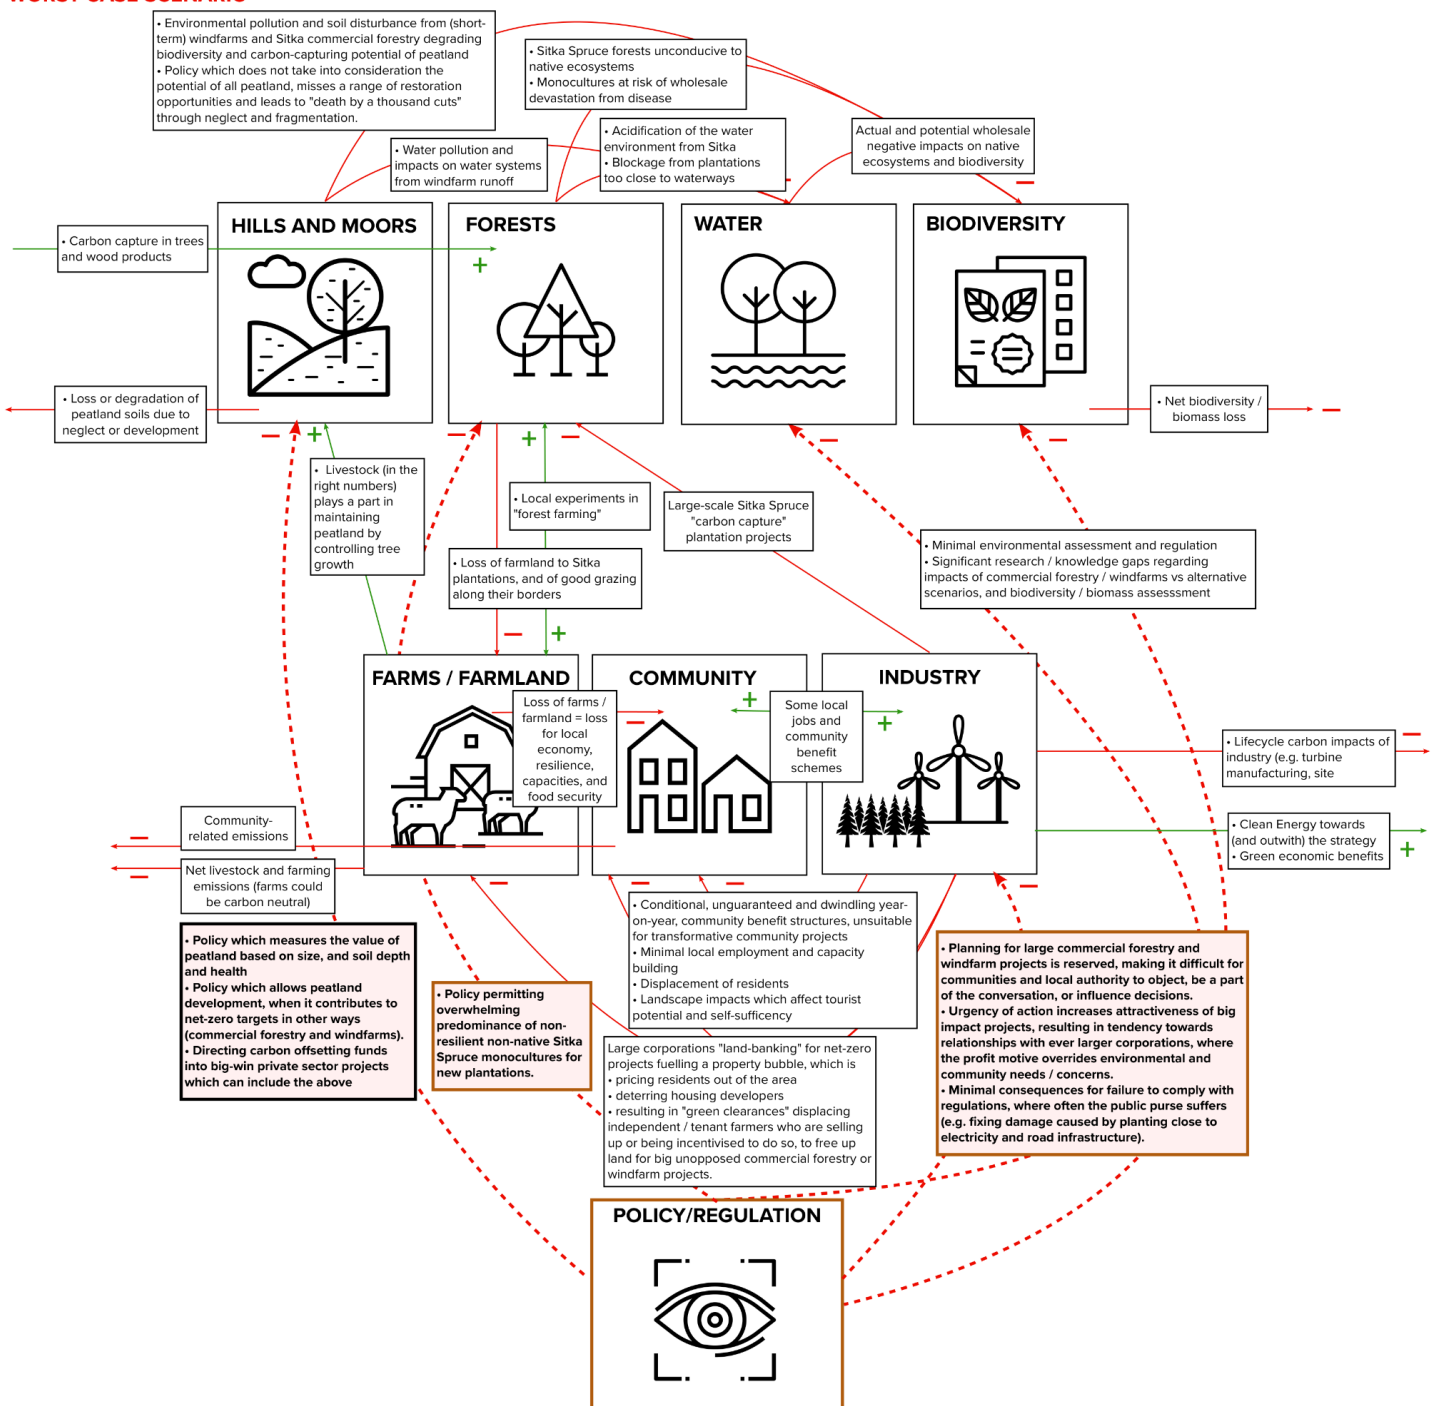 WORST CASE SCENARIO
• Environmental pollution and soil disturbance from (short-
term) windfarms and Sitka commercial forestry degrading
biodiversity and carbon-capturing potential of peatland
• Policy which does not take into consideration the
potential of all peatland, misses a range of restoration
opportunities and leads to "death by a thousand cuts"
through neglect and fragmentation.
• Sitka Spruce forests unconducive to
native ecosystems
• Monocultures at risk of wholesale
devastation from disease
• Water pollution and
impacts on water systems
from windfarm runoff
• Acidification of the water
environment from Sitka
• Blockage from plantations
too close to waterways
Actual and potential wholesale
negative impacts on native
ecosystems and biodiversity
HILLS AND MOORS
FORESTS
WATER
BIODIVERSITY
• Carbon capture in trees
and wood products
• Loss or degradation of
peatland soils due to
neglect or development
• Net biodiversity /
biomass loss
• Livestock (in the
right numbers)
plays a part in
maintaining
peatland by
controlling tree
growth
• Local experiments in
"forest farming"
Large-scale Sitka Spruce
"carbon capture"
plantation projects
• Loss of farmland to Sitka
plantations, and of good grazing
along their borders
• Minimal environmental assessment and regulation
• Significant research / knowledge gaps regarding
impacts of commercial forestry / windfarms vs alternative
scenarios, and biodiversity / biomass assesssment
FARMS / FARMLAND
COMMUNITY
INDUSTRY
Loss of farms /
farmland = loss
for local
economy,
resilience,
capacities, and
food security
Some local
jobs and
community
benefit
schemes
• Lifecycle carbon impacts of
industry (e.g. turbine
manufacturing, site
• Clean Energy towards
(and outwith) the strategy
• Green economic benefits
Community-
related emissions
Net livestock and farming
emissions (farms could
be carbon neutral)
• Conditional, unguaranteed and dwindling year-
on-year, community benefit structures, unsuitable
for transformative community projects
• Minimal local employment and capacity
building
• Displacement of residents
• Landscape impacts which affect tourist
potential and self-sufficency
• Policy which measures the value of
peatland based on size, and soil depth
and health
• Policy which allows peatland
development, when it contributes to
net-zero targets in other ways
(commercial forestry and windfarms).
• Directing carbon offsetting funds
into big-win private sector projects
which can include the above
• Policy permitting
overwhelming
predominance of non-
resilient non-native Sitka
Spruce monocultures for
new plantations.
• Planning for large commercial forestry and
windfarm projects is reserved, making it difficult for
communities and local authority to object, be a part
of the conversation, or influence decisions.
• Urgency of action increases attractiveness of big
impact projects, resulting in tendency towards
relationships with ever larger corporations, where
the profit motive overrides environmental and
community needs / concerns.
• Minimal consequences for failure to comply with
regulations, where often the public purse suffers
(e.g. fixing damage caused by planting close to
electricity and road infrastructure).
Large corporations "land-banking" for net-zero
projects fuelling a property bubble, which is
• pricing residents out of the area
• deterring housing developers
• resulting in "green clearances" displacing
independent / tenant farmers who are selling
up or being incentivised to do so, to free up
land for big unopposed commercial forestry or
windfarm projects.
POLICY/REGULATION